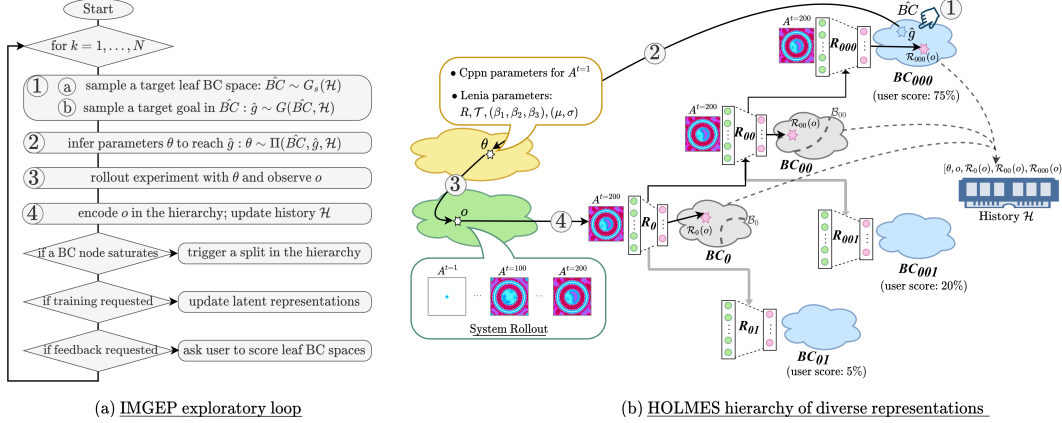 Start
for k = 1, . . . , N
1 a sample a target leaf BC space: B̂C ∼ G_s(ℋ)
b sample a target goal in B̂C : ĝ ∼ G(B̂C, ℋ)
2 infer parameters θ to reach ĝ : θ ∼ Π(B̂C, ĝ, ℋ)
3 rollout experiment with θ and observe o
4 encode o in the hierarchy; update history ℋ
if a BC node saturates
trigger a split in the hierarchy
if training requested
update latent representations
if feedback requested
ask user to score leaf BC spaces
(a) IMGEP exploratory loop
• Cppn parameters for A^{t=1}
• Lenia parameters:
R, 𝒯, (β₁, β₂, β₃), (μ, σ)
θ
3
o
A^{t=1}
A^{t=100}
A^{t=200}
...
...
System Rollout
4
2
A^{t=200}
R_0
ℛ_0(o)
ℬ_0
BC_0
A^{t=200}
R_00
ℛ_00(o)
ℬ_00
BC_00
A^{t=200}
R_000
B̂C
1
ĝ
ℛ_000(o)
BC_000
(user score: 75%)
[θ, o, ℛ_0(o), ℛ_00(o), ℛ_000(o)
History ℋ
R_001
BC_001
(user score: 20%)
R_01
BC_01
(user score: 5%)
(b) HOLMES hierarchy of diverse representations